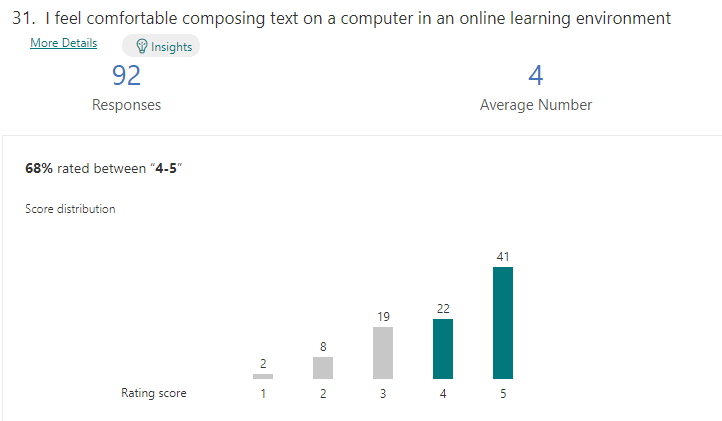 31. I feel comfortable composing text on a computer in an online learning environment
More Details
Insights
92
Responses
4
Average Number
68% rated between "4-5"
Score distribution
2
8
19
22
41
Rating score
1
2
3
4
5